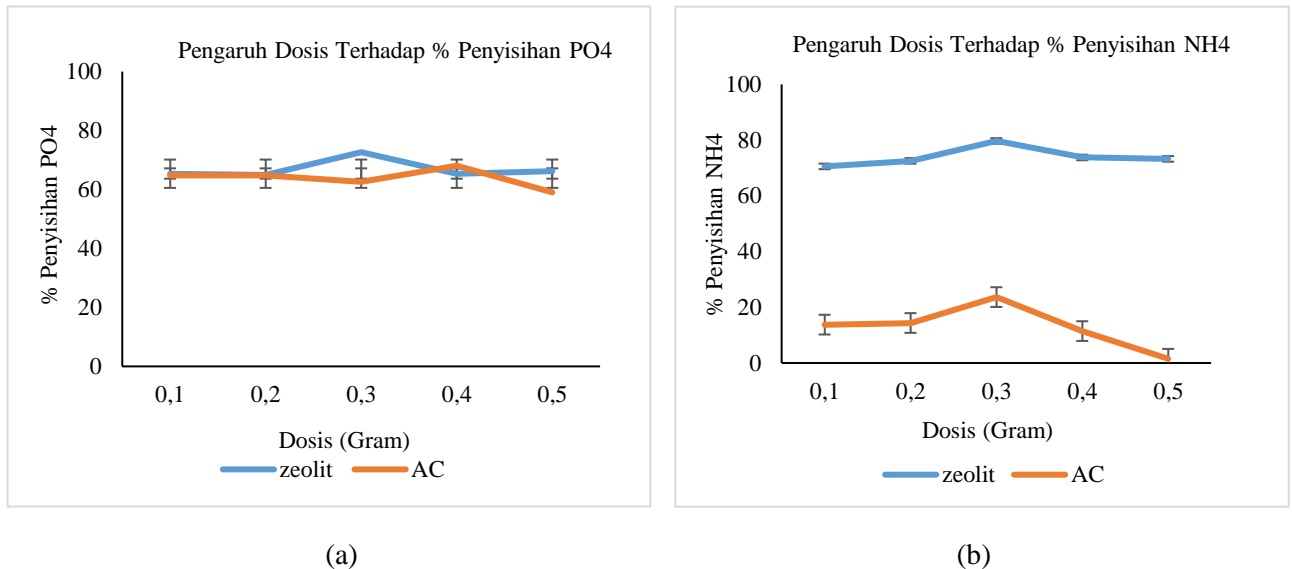 Pengaruh Dosis Terhadap % Penyisihan PO4
100
80
60
40
20
0
% Penyisihan PO4
0,1 0,2 0,3 0,4 0,5
Dosis (Gram)
zeolit AC
(a)
Pengaruh Dosis Terhadap % Penyisihan NH4
100
80
60
40
20
0
% Penyisihan NH4
0,1 0,2 0,3 0,4 0,5
Dosis (Gram)
zeolit AC
(b)